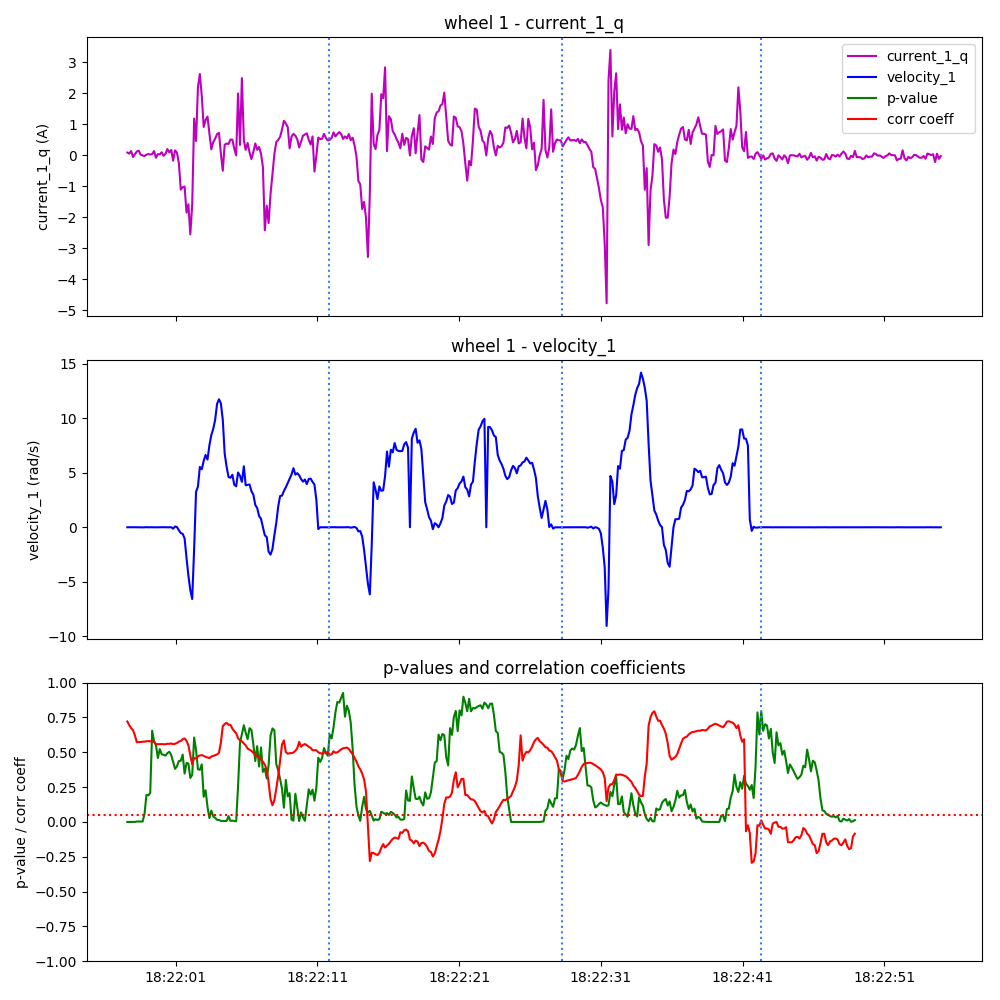 wheel 1 - current_1_q
current_1_q (A)
3
2
1
0
−1
−2
−3
−4
−5
current_1_q
velocity_1
p-value
corr coeff
wheel 1 - velocity_1
velocity_1 (rad/s)
15
10
5
0
−5
−10
p-values and correlation coefficients
p-value / corr coeff
1.00
0.75
0.50
0.25
0.00
−0.25
−0.50
−0.75
−1.00
18:22:01 18:22:11 18:22:21 18:22:31 18:22:41 18:22:51